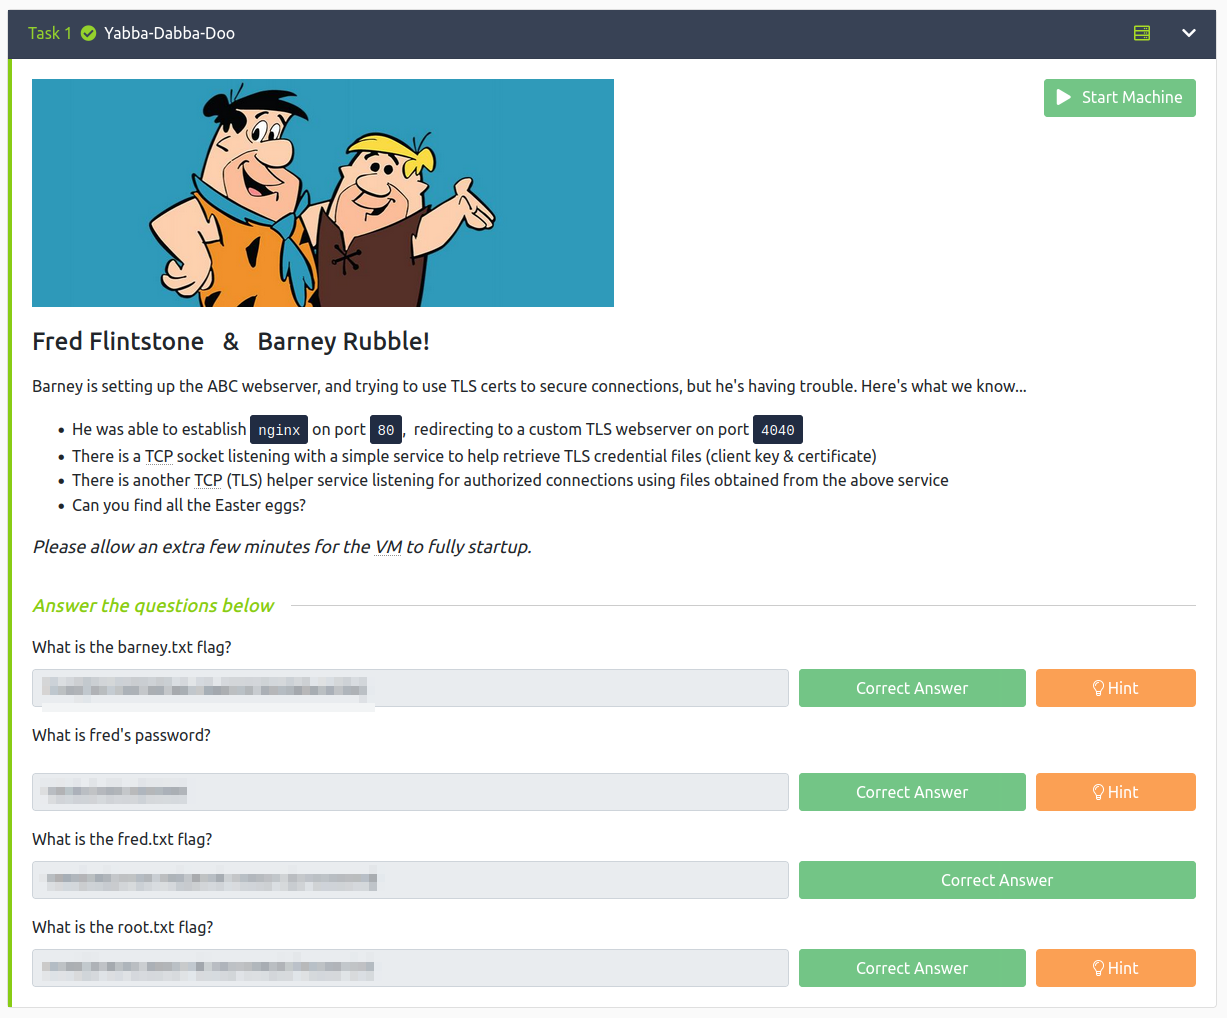 Task 1 Yabba-Dabba-Doo
Start Machine
Fred Flintstone & Barney Rubble!
Barney is setting up the ABC webserver, and trying to use TLS certs to secure connections, but he's having trouble. Here's what we know...
• He was able to establish nginx on port 80, redirecting to a custom TLS webserver on port 4040
• There is a TCP socket listening with a simple service to help retrieve TLS credential files (client key & certificate)
• There is another TCP (TLS) helper service listening for authorized connections using files obtained from the above service
• Can you find all the Easter eggs?
Please allow an extra few minutes for the VM to fully startup.
Answer the questions below
What is the barney.txt flag?
Correct Answer Hint
What is fred's password?
Correct Answer Hint
What is the fred.txt flag?
Correct Answer
What is the root.txt flag?
Correct Answer Hint